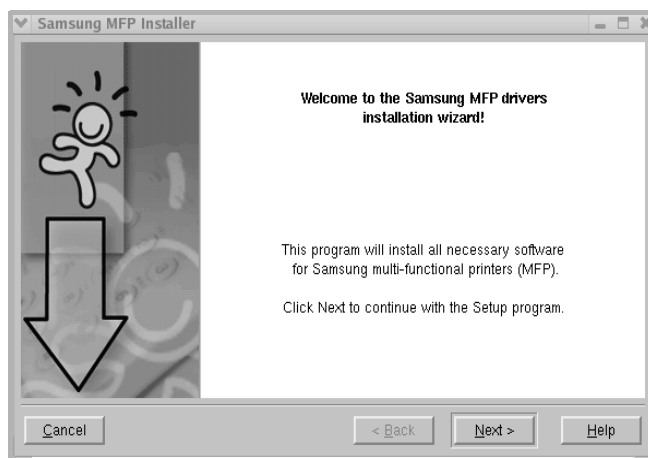 Samsung MFP Installer
Welcome to the Samsung MFP drivers
installation wizard!
This program will install all necessary software
for Samsung multi-functional printers (MFP).
Click Next to continue with the Setup program.
Cancel
< Back
Next >
Help